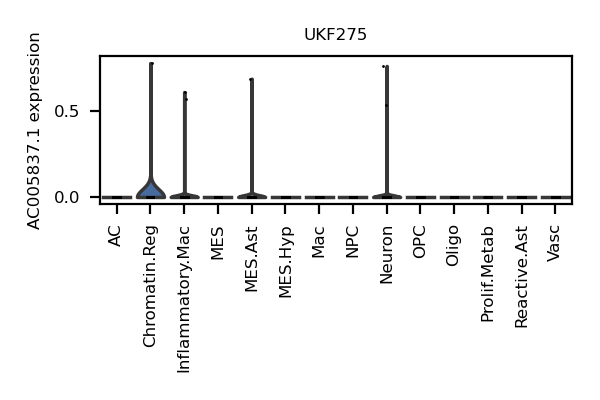 UKF275
AC005837.1 expression
0.5
0.0
AC
Chromatin.Reg
Inflammatory.Mac
MES
MES.Ast
MES.Hyp
Mac
NPC
Neuron
OPC
Oligo
Prolif.Metab
Reactive.Ast
Vasc